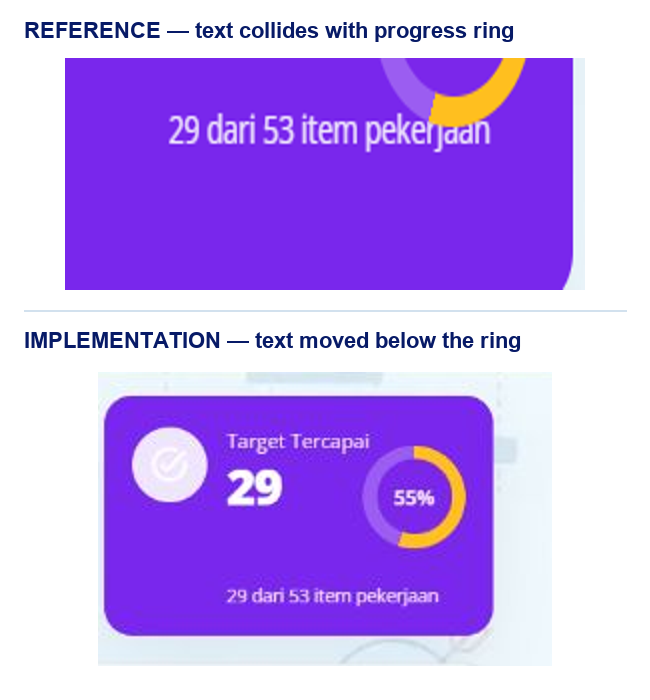 REFERENCE — text collides with progress ring
29 dari 53 item pekerjaan
IMPLEMENTATION — text moved below the ring
Target Tercapai
29
55%
29 dari 53 item pekerjaan